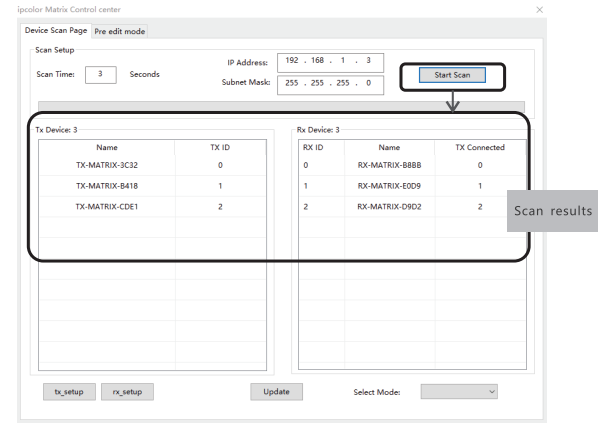 ipcolor Matrix Control center
Device Scan Page Pre edit mode
Scan Setup
Scan Time: 3 Seconds
IP Address: 192 . 168 . 1 . 3
Subnet Mask: 255 . 255 . 255 . 0
Start Scan
Tx Device: 3
Name TX ID
TX-MATRIX-3C32 0
TX-MATRIX-B418 1
TX-MATRIX-CDE1 2
Rx Device: 3
RX ID Name TX Connected
0 RX-MATRIX-B8BB 0
1 RX-MATRIX-E0D9 1
2 RX-MATRIX-D9D2 2
Scan results
tx_setup rx_setup Update Select Mode: